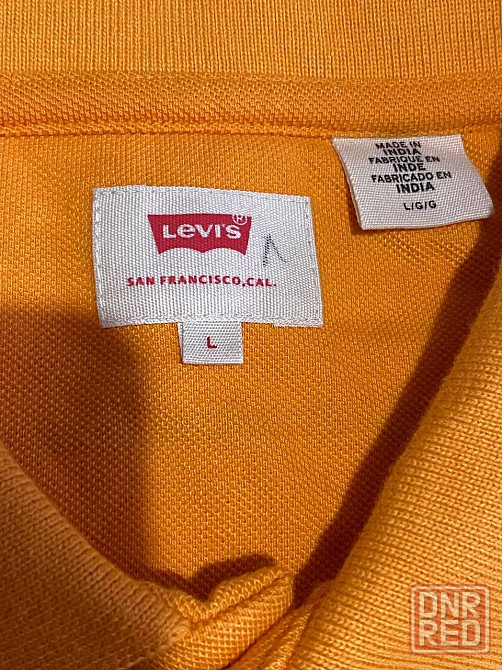 MADE IN
INDIA
FABRIQUE EN
INDE
FABRICADO EN
INDIA
L/G/G
Levi's®
SAN FRANCISCO, CAL.
L
DNR
RED